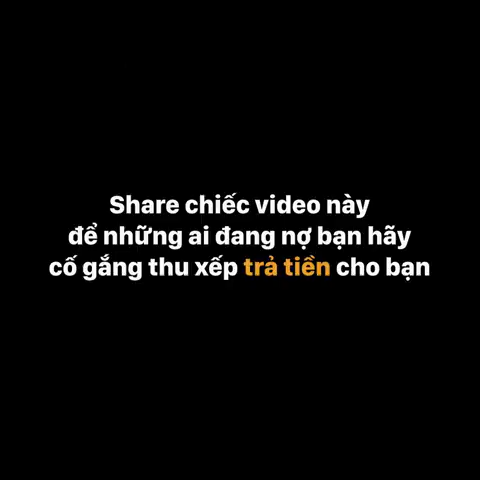 Share chiếc video này
để những ai đang nợ bạn hãy
cố gắng thu xếp trả tiền cho bạn